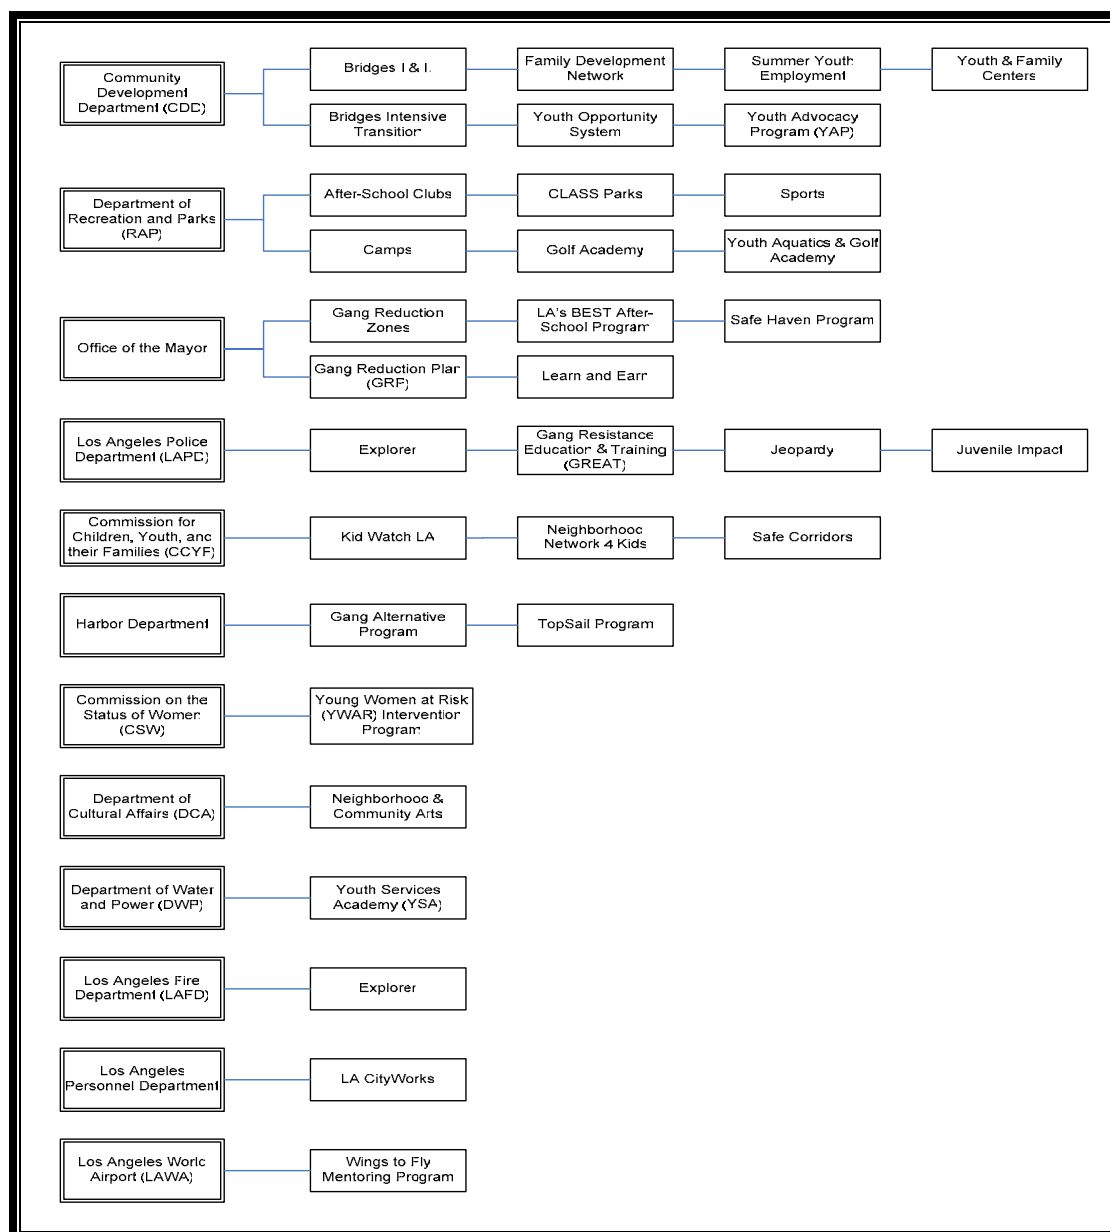 Community
Development
Department (CDD)
Bridges I & I.
Family Development
Network
Summer Youth
Employment
Youth & Family
Centers
Bridges Intensive
Transition
Youth Opportunity
System
Youth Advocacy
Program (YAP)
Department of
Recreation and Parks
(RAP)
After-School Clubs
CLASS Parks
Sports
Camps
Golf Academy
Youth Aquatics & Golf
Academy
Office of the Mayor
Gang Reduction
Zones
LA's BEST After-
School Program
Safe Haven Program
Gang Reduction Plan
(GRF)
Learn and Earn
Los Angeles Police
Department (LAPD)
Explorer
Gang Resistance
Education & Training
(GREAT)
Jeopardy
Juvenile Impact
Commission for
Children, Youth, and
their Families (CCYF)
Kid Watch LA
Neighborhood
Network 4 Kids
Safe Corridors
Harbor Department
Gang Alternative
Program
TopSail Program
Commission on the
Status of Women
(CSW)
Young Women at Risk
(YWAR) Intervention
Program
Department of
Cultural Affairs (DCA)
Neighborhood &
Community Arts
Department of Water
and Power (DWP)
Youth Services
Academy (YSA)
Los Angeles Fire
Department (LAFD)
Explorer
Los Angeles
Personnel Department
LA CityWorks
Los Angeles World
Airport (LAWA)
Wings to Fly
Mentoring Program